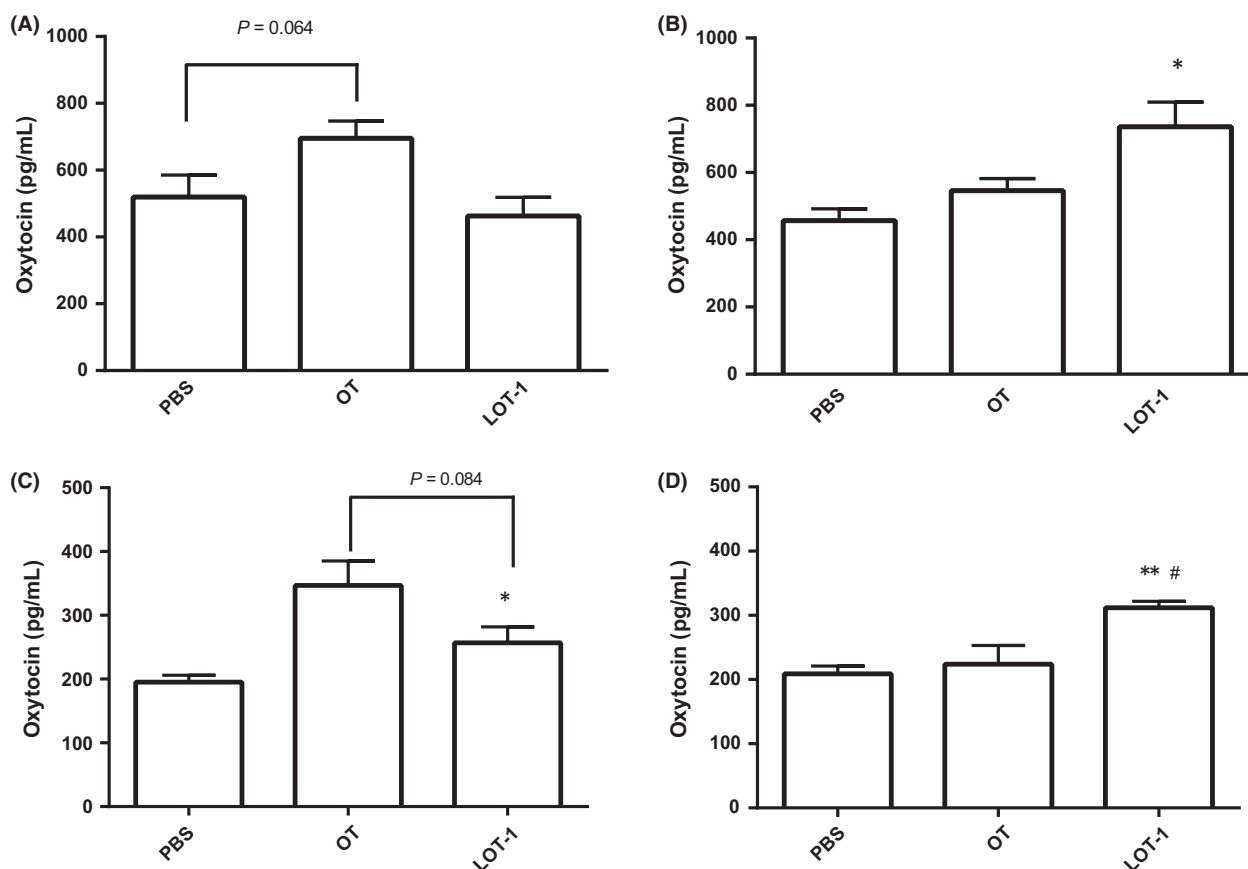 (A)
P = 0.064
1000
800
600
400
200
0
Oxytocin (pg/mL)
PBS
OT
LOT-1
(B)
*
1000
800
600
400
200
0
Oxytocin (pg/mL)
PBS
OT
LOT-1
(C)
P = 0.084
*
500
400
300
200
100
0
Oxytocin (pg/mL)
PBS
OT
LOT-1
(D)
** #
500
400
300
200
100
0
Oxytocin (pg/mL)
PBS
OT
LOT-1